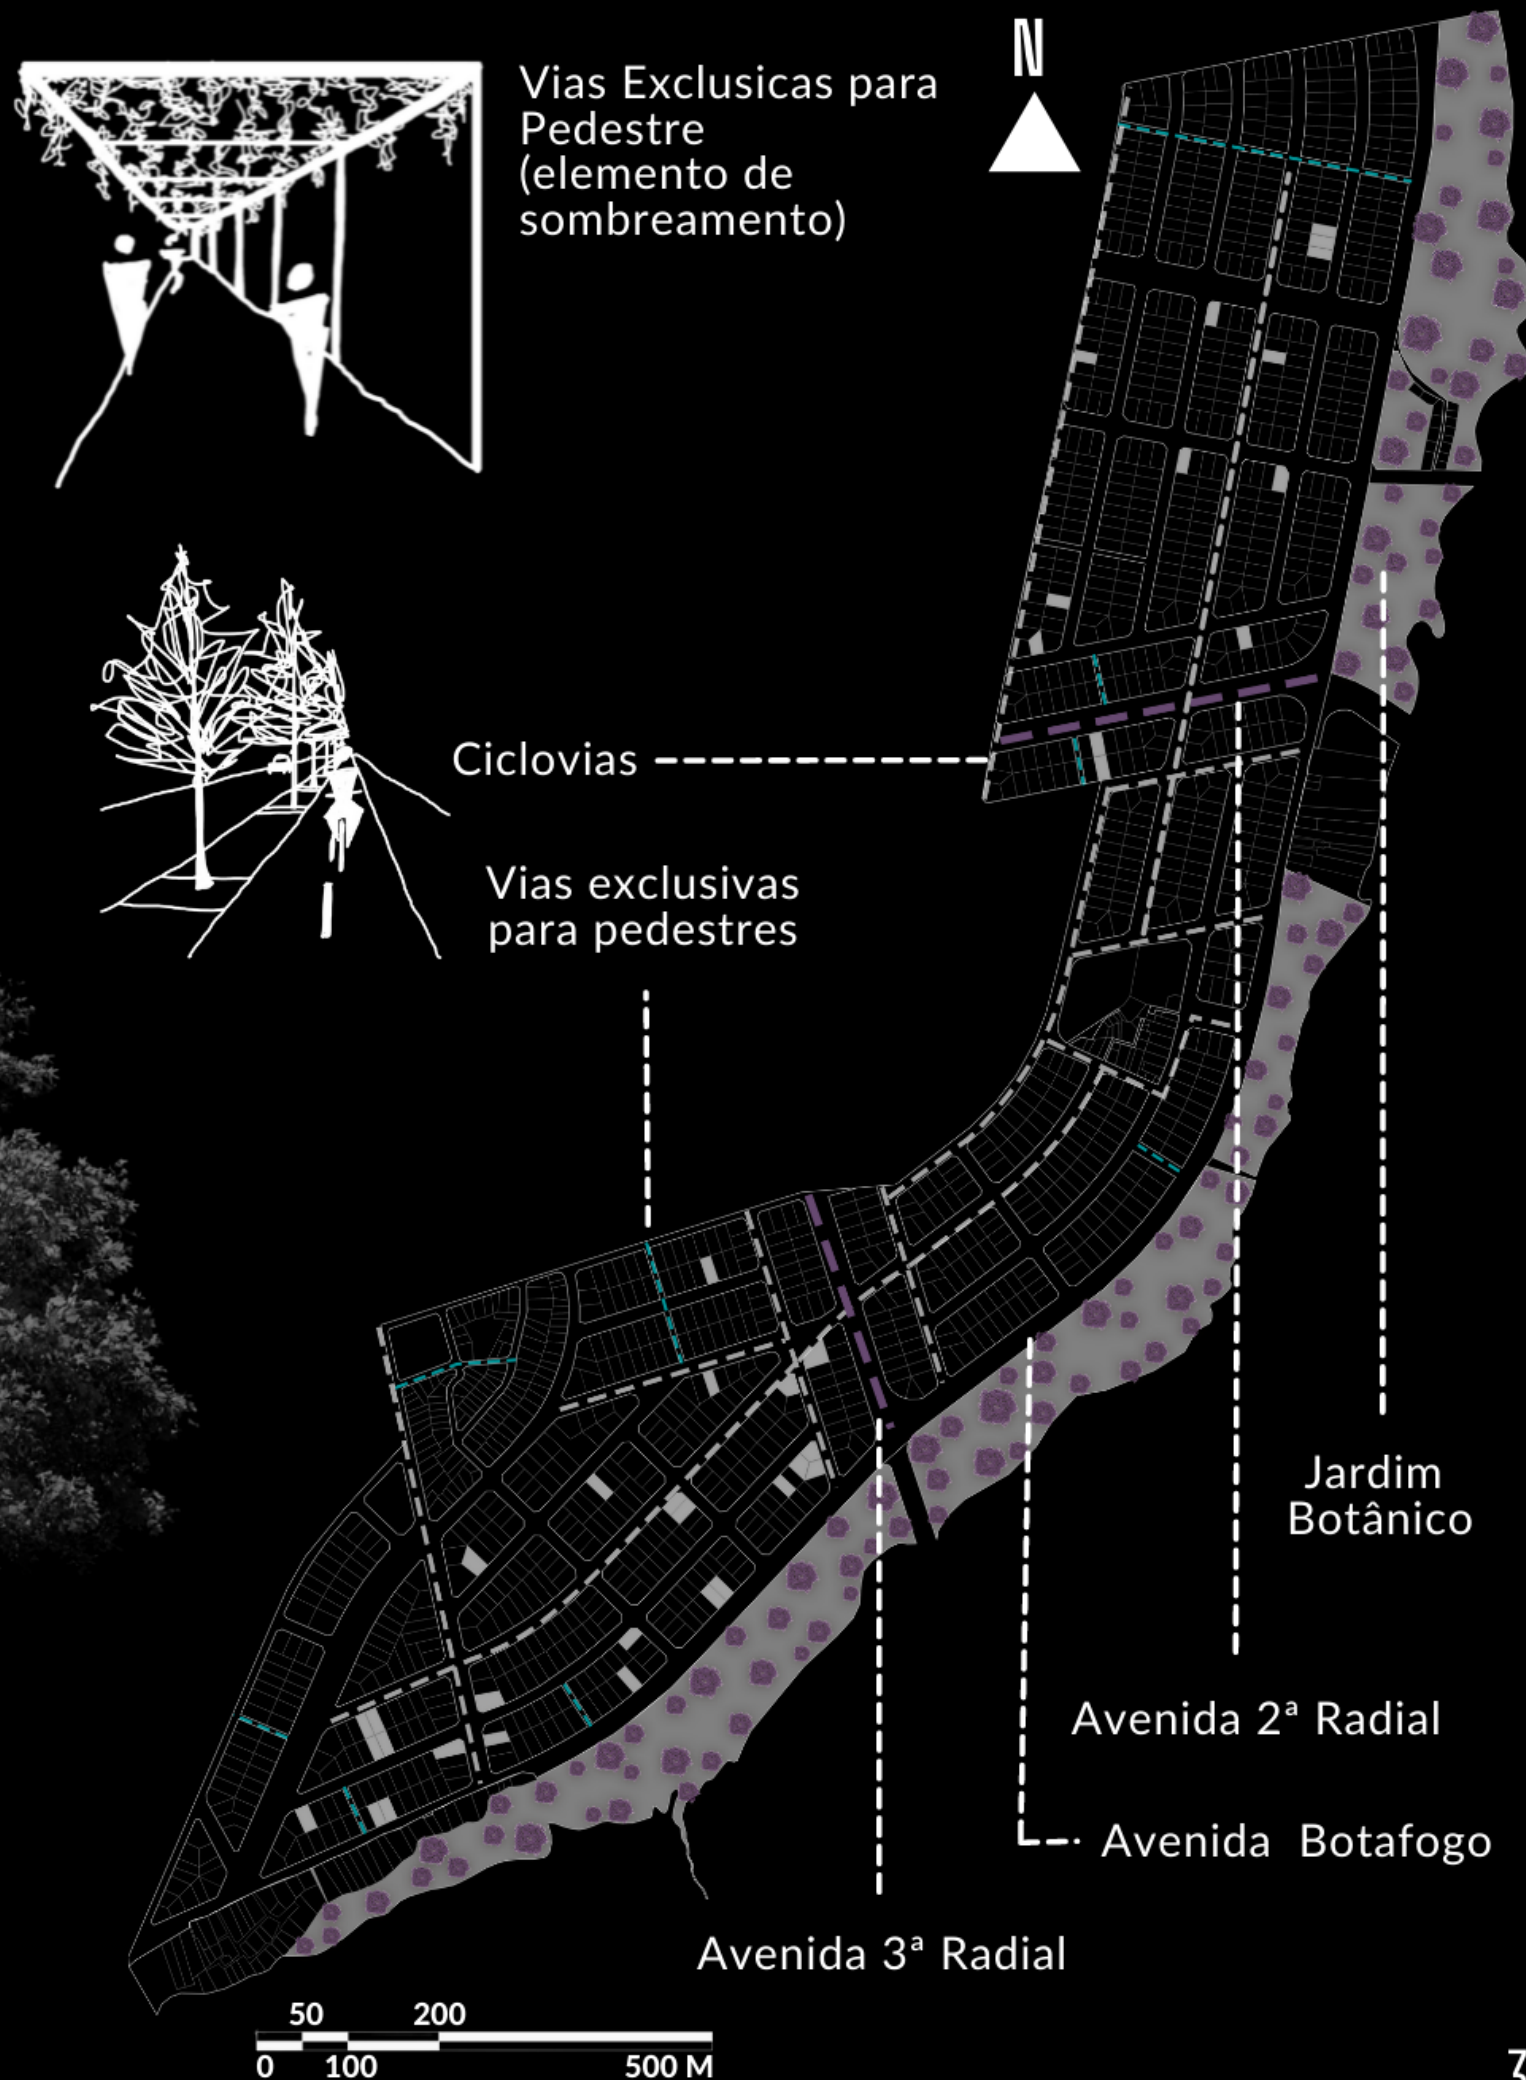 N
Vias Exclusicas para
Pedestre
(elemento de
sombreamento)
Ciclovias
Vias exclusivas
para pedestres
Jardim
Botânico
Avenida 2ª Radial
Avenida Botafogo
Avenida 3ª Radial
50 200
0 100 500 M